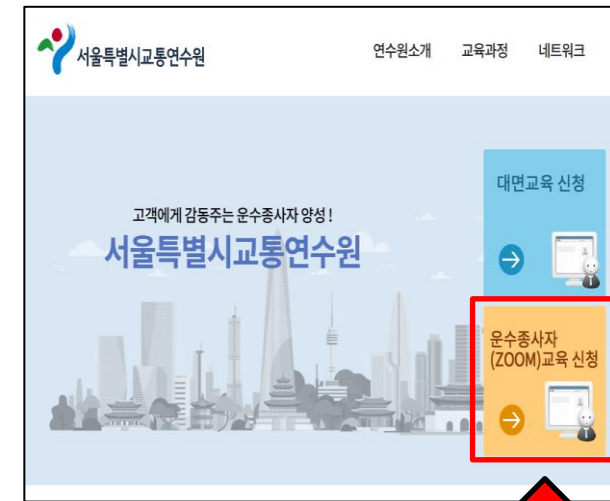 서울특별시교통연수원
연수원소개 교육과정 네트워크
대면교육 신청
고객에게 감동주는 운수종사자 양성 !
서울특별시교통연수원
운수종사자
(ZOOM)교육 신청